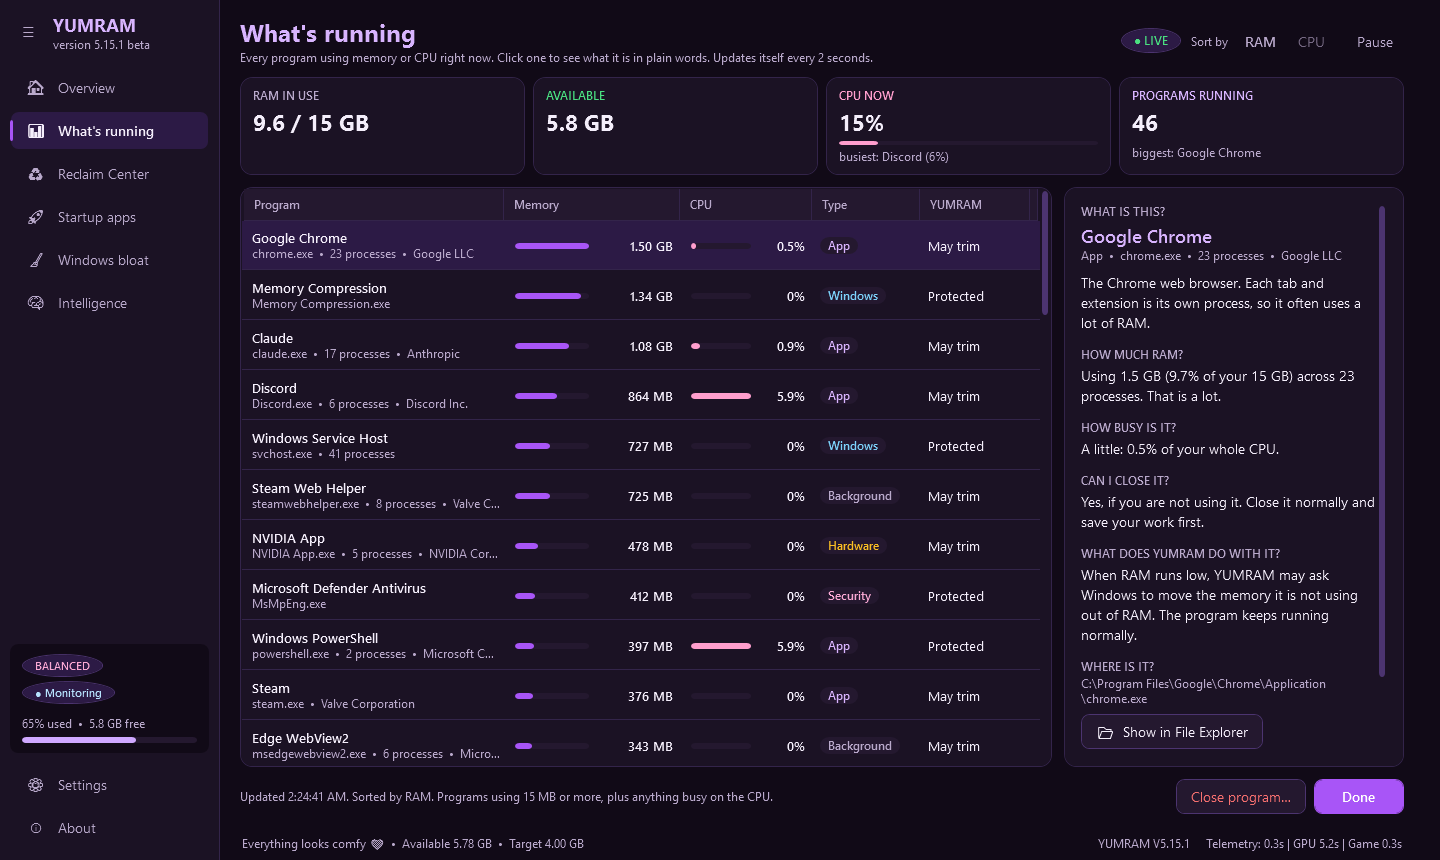 YUMRAM
version 5.15.1 beta
Overview
What's running
Reclaim Center
Startup apps
Windows bloat
Intelligence
BALANCED
● Monitoring
65% used • 5.8 GB free
Settings
About
What's running
Every program using memory or CPU right now. Click one to see what it is in plain words. Updates itself every 2 seconds.
● LIVE Sort by RAM CPU Pause
RAM IN USE
9.6 / 15 GB
AVAILABLE
5.8 GB
CPU NOW
15%
busiest: Discord (6%)
PROGRAMS RUNNING
46
biggest: Google Chrome
Program Memory CPU Type YUMRAM
Google Chrome
chrome.exe • 23 processes • Google LLC
1.50 GB 0.5% App May trim
Memory Compression
Memory Compression.exe
1.34 GB 0% Windows Protected
Claude
claude.exe • 17 processes • Anthropic
1.08 GB 0.9% App May trim
Discord
Discord.exe • 6 processes • Discord Inc.
864 MB 5.9% App May trim
Windows Service Host
svchost.exe • 41 processes
727 MB 0% Windows Protected
Steam Web Helper
steamwebhelper.exe • 8 processes • Valve C...
725 MB 0% Background May trim
NVIDIA App
NVIDIA App.exe • 5 processes • NVIDIA Cor...
478 MB 0% Hardware May trim
Microsoft Defender Antivirus
MsMpEng.exe
412 MB 0% Security Protected
Windows PowerShell
powershell.exe • 2 processes • Microsoft C...
397 MB 5.9% App Protected
Steam
steam.exe • Valve Corporation
376 MB 0% App May trim
Edge WebView2
msedgewebview2.exe • 6 processes • Micro...
343 MB 0% Background May trim
WHAT IS THIS?
Google Chrome
App • chrome.exe • 23 processes • Google LLC
The Chrome web browser. Each tab and
extension is its own process, so it often uses a
lot of RAM.
HOW MUCH RAM?
Using 1.5 GB (9.7% of your 15 GB) across 23
processes. That is a lot.
HOW BUSY IS IT?
A little: 0.5% of your whole CPU.
CAN I CLOSE IT?
Yes, if you are not using it. Close it normally and
save your work first.
WHAT DOES YUMRAM DO WITH IT?
When RAM runs low, YUMRAM may ask
Windows to move the memory it is not using
out of RAM. The program keeps running
normally.
WHERE IS IT?
C:\Program Files\Google\Chrome\Application
\chrome.exe
Show in File Explorer
Updated 2:24:41 AM. Sorted by RAM. Programs using 15 MB or more, plus anything busy on the CPU.
Close program...
Done
Everything looks comfy 💜 • Available 5.78 GB • Target 4.00 GB
YUMRAM V5.15.1 Telemetry: 0.3s | GPU 5.2s | Game 0.3s